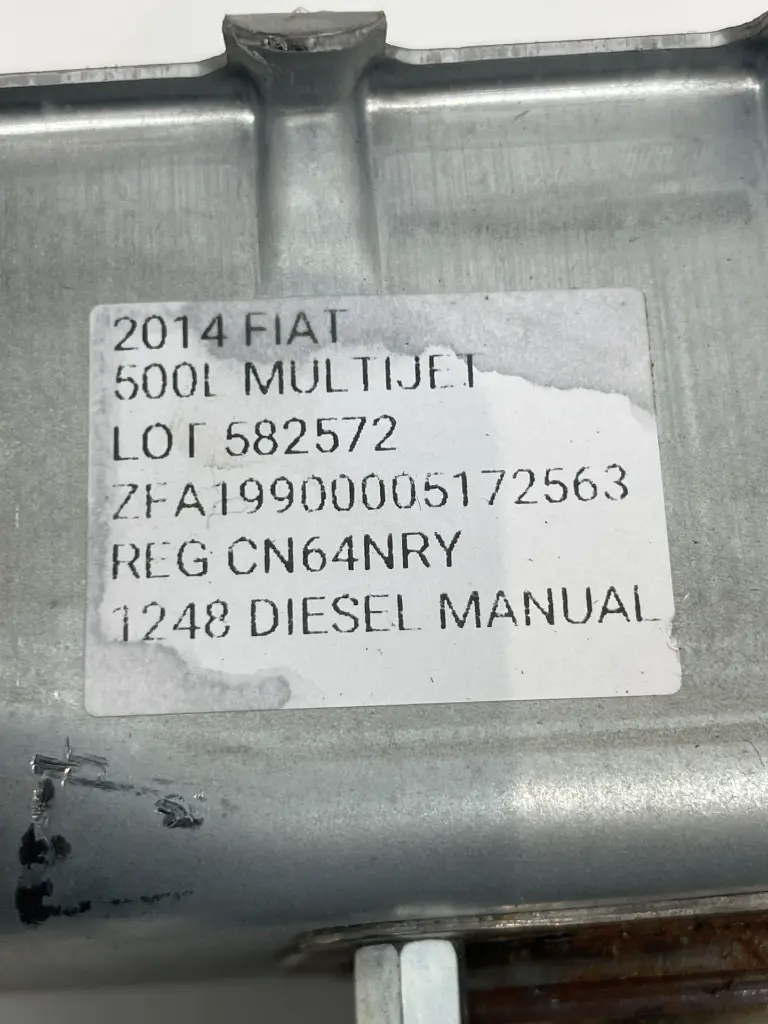 2014 FIAT
500L MULTIJET
LOT 582572
ZFA19900005172563
REG CN64NRY
1248 DIESEL MANUAL